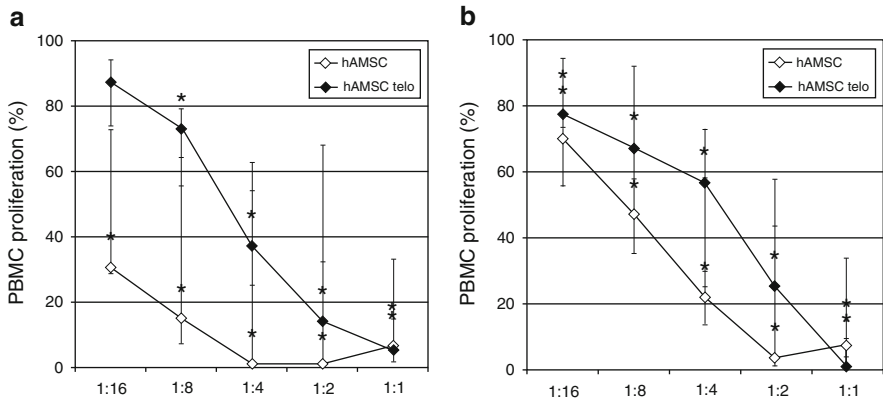 a
PBMC proliferation (%)
100
80
60
40
20
0
hAMSC
hAMSC telo
* * * * * * * * *
1:16 1:8 1:4 1:2 1:1
b
PBMC proliferation (%)
100
80
60
40
20
0
hAMSC
hAMSC telo
* * * * * * * * * *
1:16 1:8 1:4 1:2 1:1